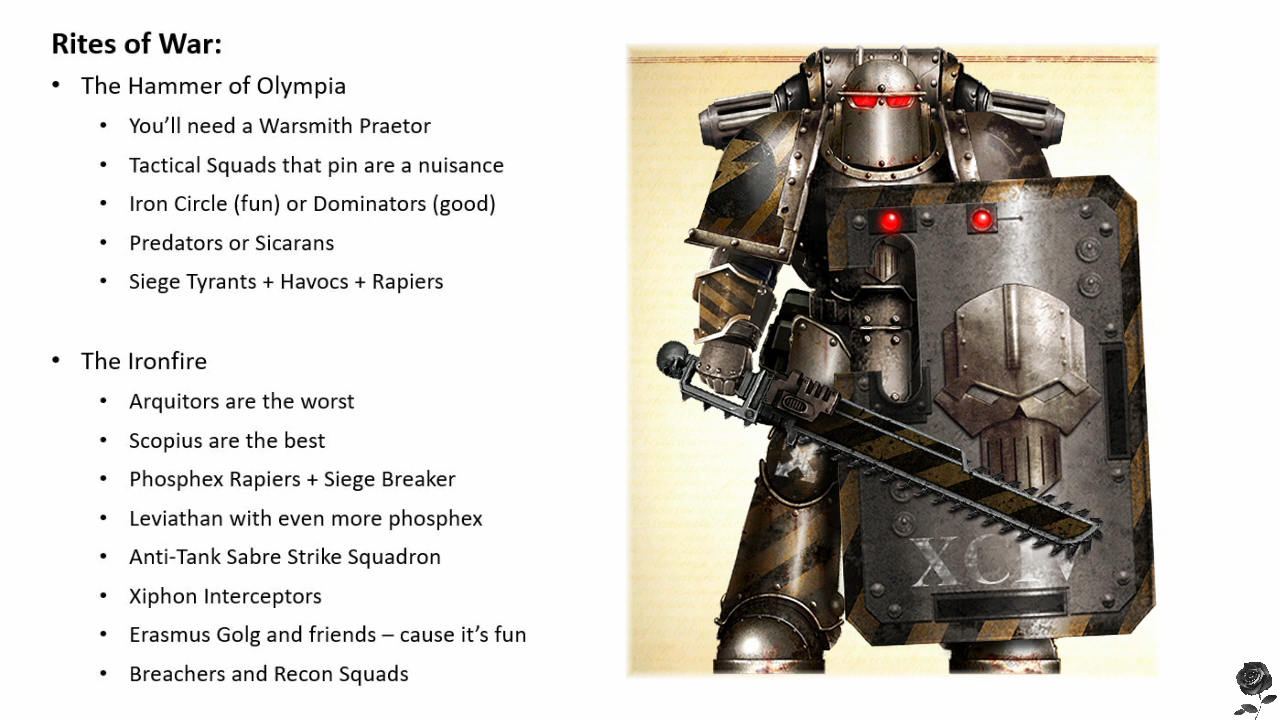 Rites of War:
• The Hammer of Olympia
• You'll need a Warsmith Praetor
• Tactical Squads that pin are a nuisance
• Iron Circle (fun) or Dominators (good)
• Predators or Sicarans
• Siege Tyrants + Havocs + Rapiers
• The Ironfire
• Arquitors are the worst
• Scopius are the best
• Phosphex Rapiers + Siege Breaker
• Leviathan with even more phosphex
• Anti-Tank Sabre Strike Squadron
• Xiphon Interceptors
• Erasmus Golg and friends – cause it's fun
• Breachers and Recon Squads
XCIV